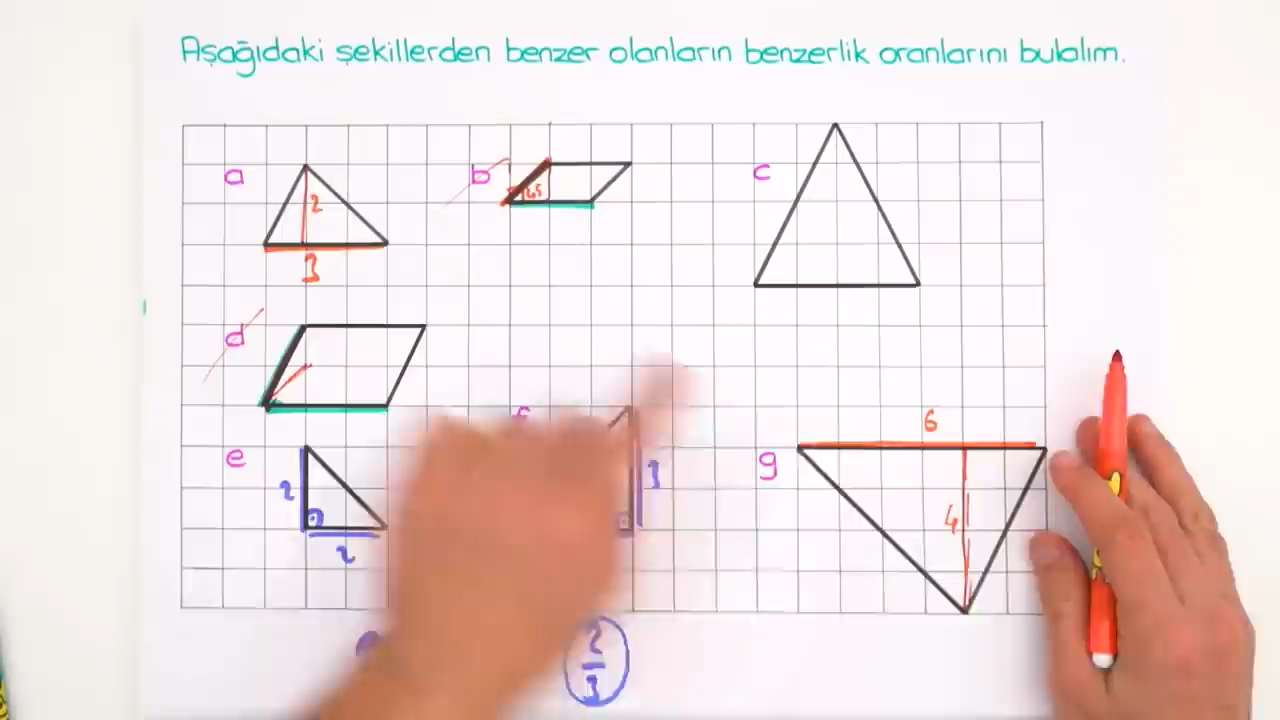 Aşağıdaki şekillerden benzer olanların benzerlik oranlarını bulalım.
a
b
c
2
45
3
d
f
6
e
2
3
g
4
2
2
3